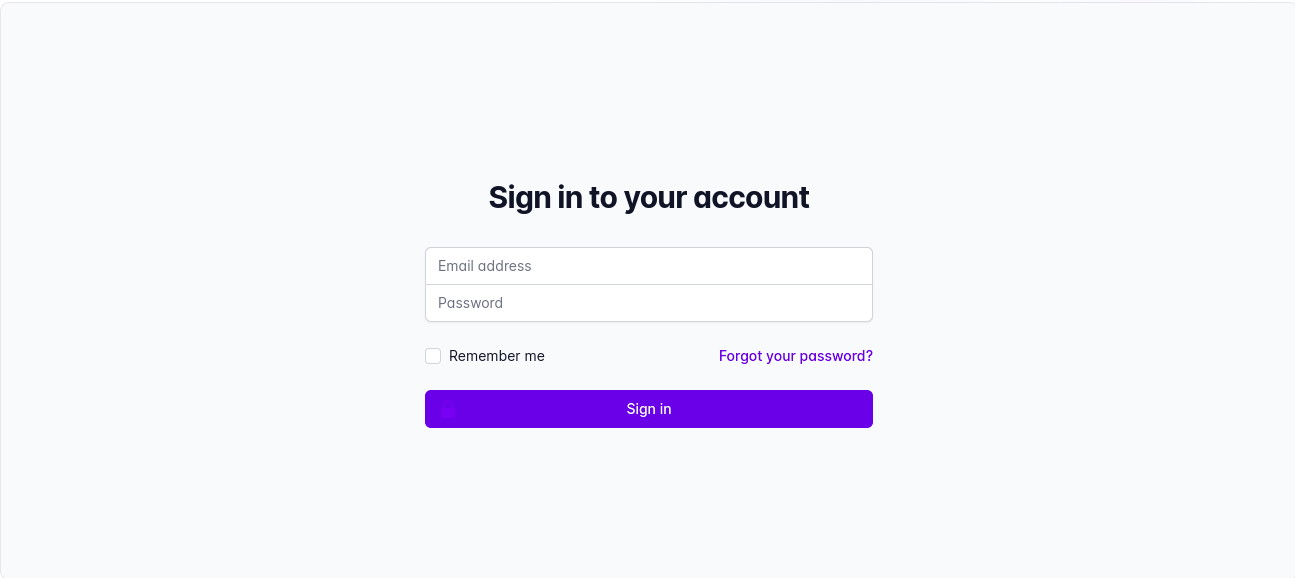 Sign in to your account
Email address
Password
Remember me
Forgot your password?
Sign in